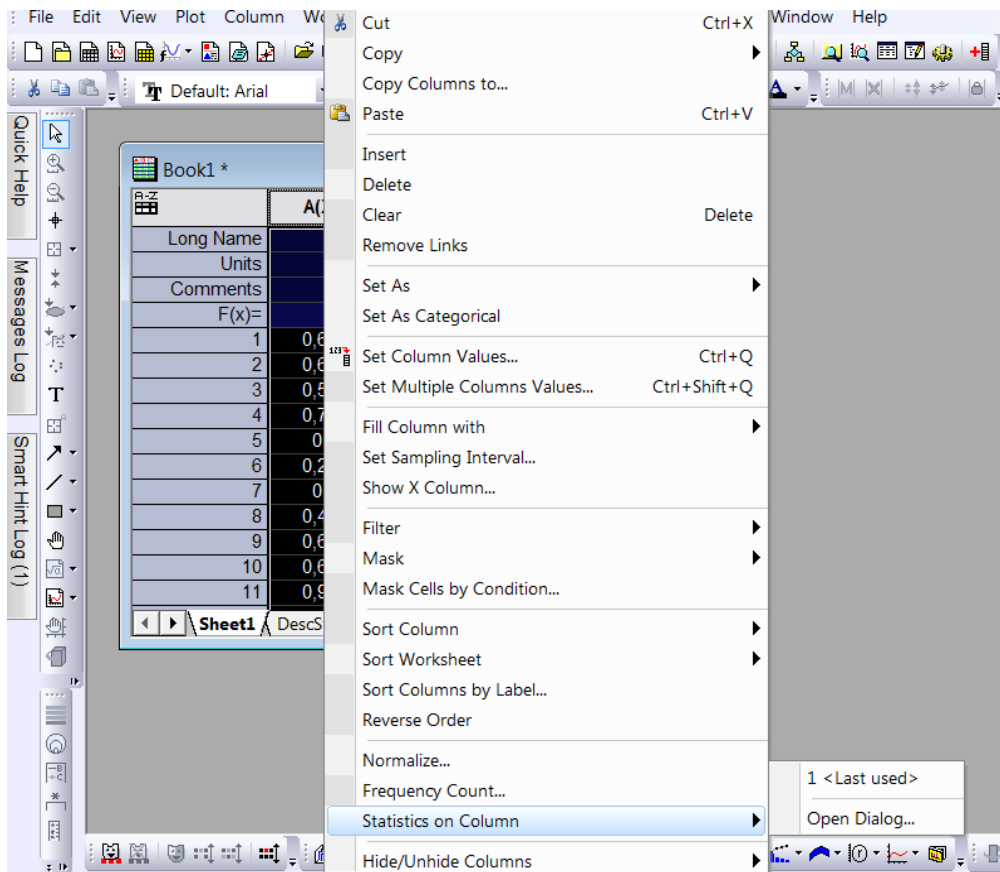 File Edit View Plot Column
Window Help
Default: Arial
Quick Help
Messages Log
Smart Hint Log (1)
Book1 *
Long Name
Units
Comments
F(x)=
1
2
3
4
5
6
7
8
9
10
11
Sheet1
Cut Ctrl+X
Copy
Copy Columns to...
Paste Ctrl+V
Insert
Delete
Clear Delete
Remove Links
Set As
Set As Categorical
Set Column Values... Ctrl+Q
Set Multiple Columns Values... Ctrl+Shift+Q
Fill Column with
Set Sampling Interval...
Show X Column...
Filter
Mask
Mask Cells by Condition...
Sort Column
Sort Worksheet
Sort Columns by Label...
Reverse Order
Normalize...
Frequency Count...
Statistics on Column
Hide/Unhide Columns
1 <Last used>
Open Dialog...